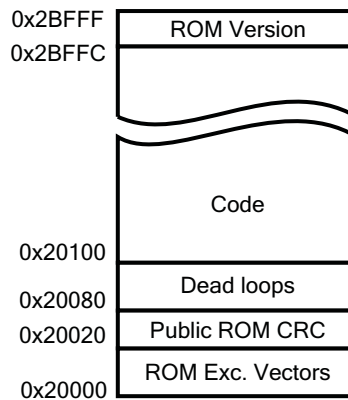 0x2BFFF
ROM Version
0x2BFFC
Code
0x20100
Dead loops
0x20080
Public ROM CRC
0x20020
ROM Exc. Vectors
0x20000